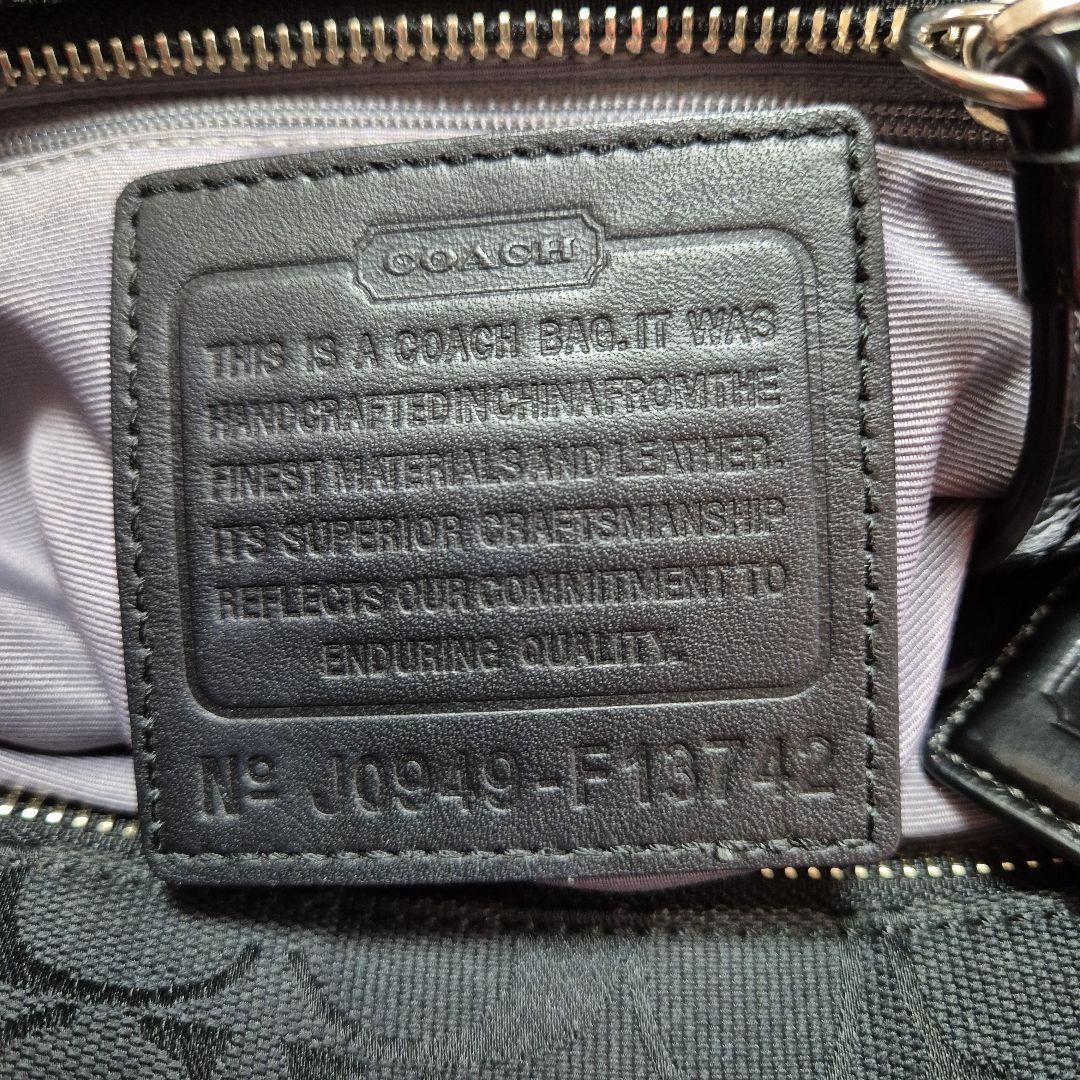 COACH
THIS IS A COACH BAG. IT WAS
HANDCRAFTED IN CHINA FROM THE
FINEST MATERIALS AND LEATHER.
ITS SUPERIOR CRAFTSMANSHIP
REFLECTS OUR COMMITMENT TO
ENDURING QUALITY.
Nº J0949-F13742